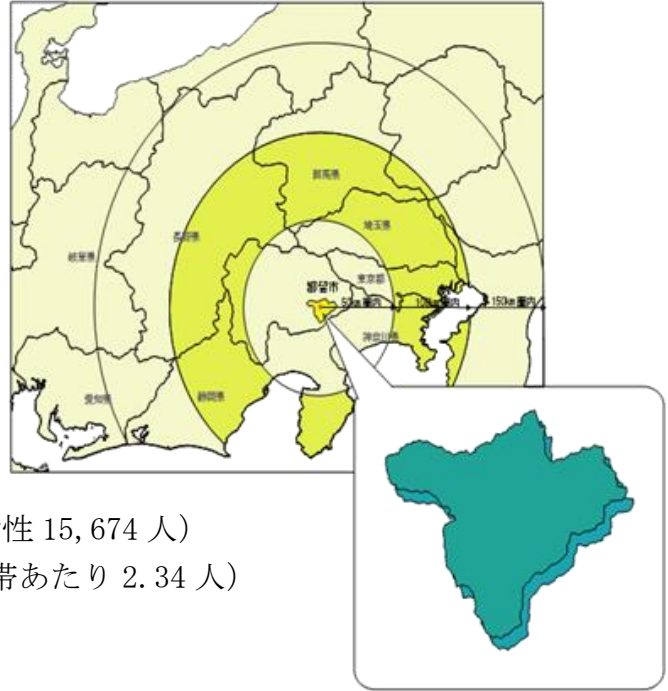 群馬県
埼玉県
長野県
岐阜県
東京都
都留市
50km圏内
100km圏内
150km圏内
神奈川県
静岡県
愛知県
性 15,674 人)
帯あたり 2.34 人)